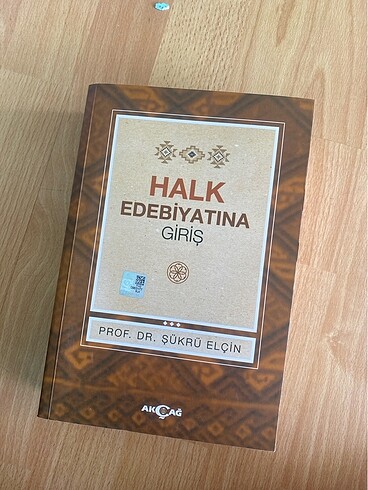 HALK
EDEBİYATINA
GİRİŞ
PROF. DR. ŞÜKRÜ ELÇİN
AKÇAĞ